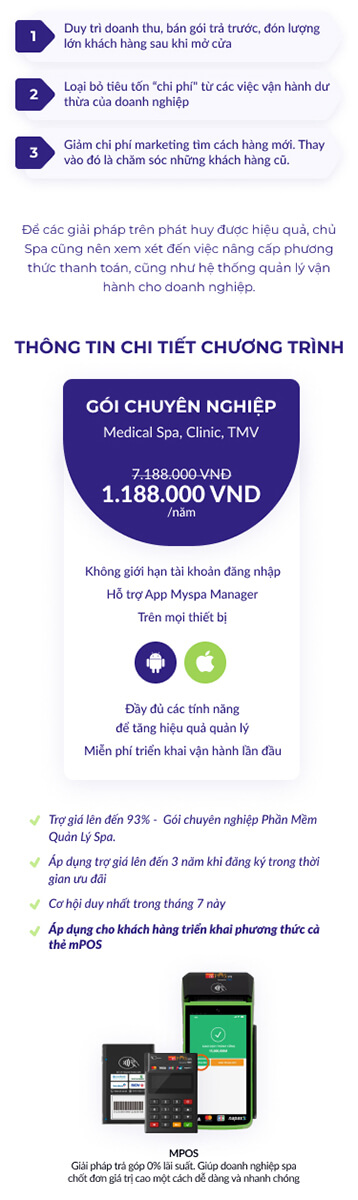 1
Duy trì doanh thu, bán gói trả trước, đón lượng
lớn khách hàng sau khi mở cửa
2
Loại bỏ tiêu tốn “chi phí” từ các việc vận hành dư
thừa của doanh nghiệp
3
Giảm chi phí marketing tìm cách hàng mới. Thay
vào đó là chăm sóc những khách hàng cũ.
Để các giải pháp trên phát huy được hiệu quả, chủ
Spa cũng nên xem xét đến việc nâng cấp phương
thức thanh toán, cũng như hệ thống quản lý vận
hành cho doanh nghiệp.
THÔNG TIN CHI TIẾT CHƯƠNG TRÌNH
GÓI CHUYÊN NGHIỆP
Medical Spa, Clinic, TMV
7.188.000 VNĐ
1.188.000 VND
/năm
Không giới hạn tài khoản đăng nhập
Hỗ trợ App Myspa Manager
Trên mọi thiết bị
Đầy đủ các tính năng
để tăng hiệu quả quản lý
Miễn phí triển khai vận hành lần đầu
Trợ giá lên đến 93% - Gói chuyên nghiệp Phần Mềm
Quản Lý Spa.
Áp dụng trợ giá lên đến 3 năm khi đăng ký trong thời
gian ưu đãi
Cơ hội duy nhất trong tháng 7 này
Áp dụng cho khách hàng triển khai phương thức cà
thẻ mPOS
napas
MPOS
Giải pháp trả góp 0% lãi suất. Giúp doanh nghiệp spa
chốt đơn giá trị cao một cách dễ dàng và nhanh chóng